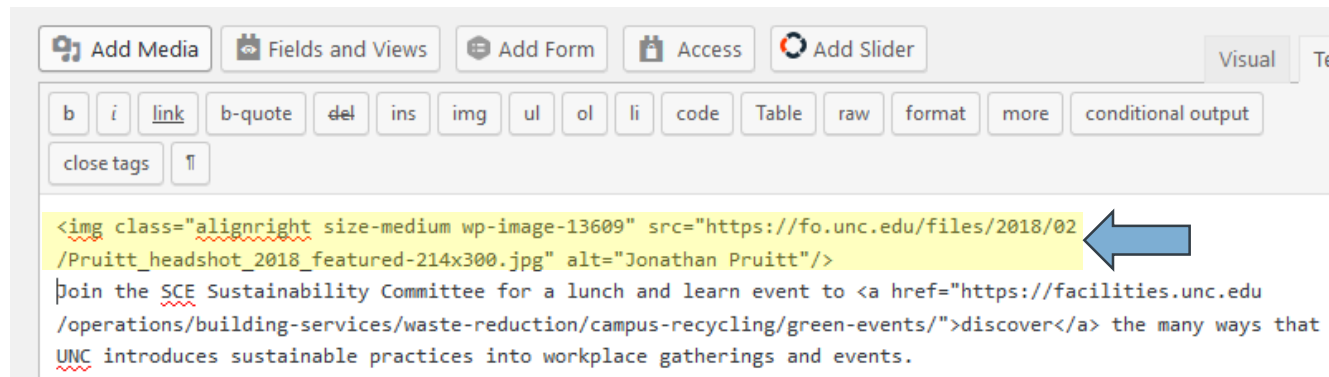 Add Media Fields and Views Add Form Access Add Slider
Visual Te
b i link b-quote del ins img ul ol li code Table raw format more conditional output
close tags ¶
<img class="alignright size-medium wp-image-13609" src="https://fo.unc.edu/files/2018/02
/Pruitt_headshot_2018_featured-214x300.jpg" alt="Jonathan Pruitt"/>
Join the SCE Sustainability Committee for a lunch and learn event to <a href="https://facilities.unc.edu
/operations/building-services/waste-reduction/campus-recycling/green-events/">discover</a> the many ways that
UNC introduces sustainable practices into workplace gatherings and events.